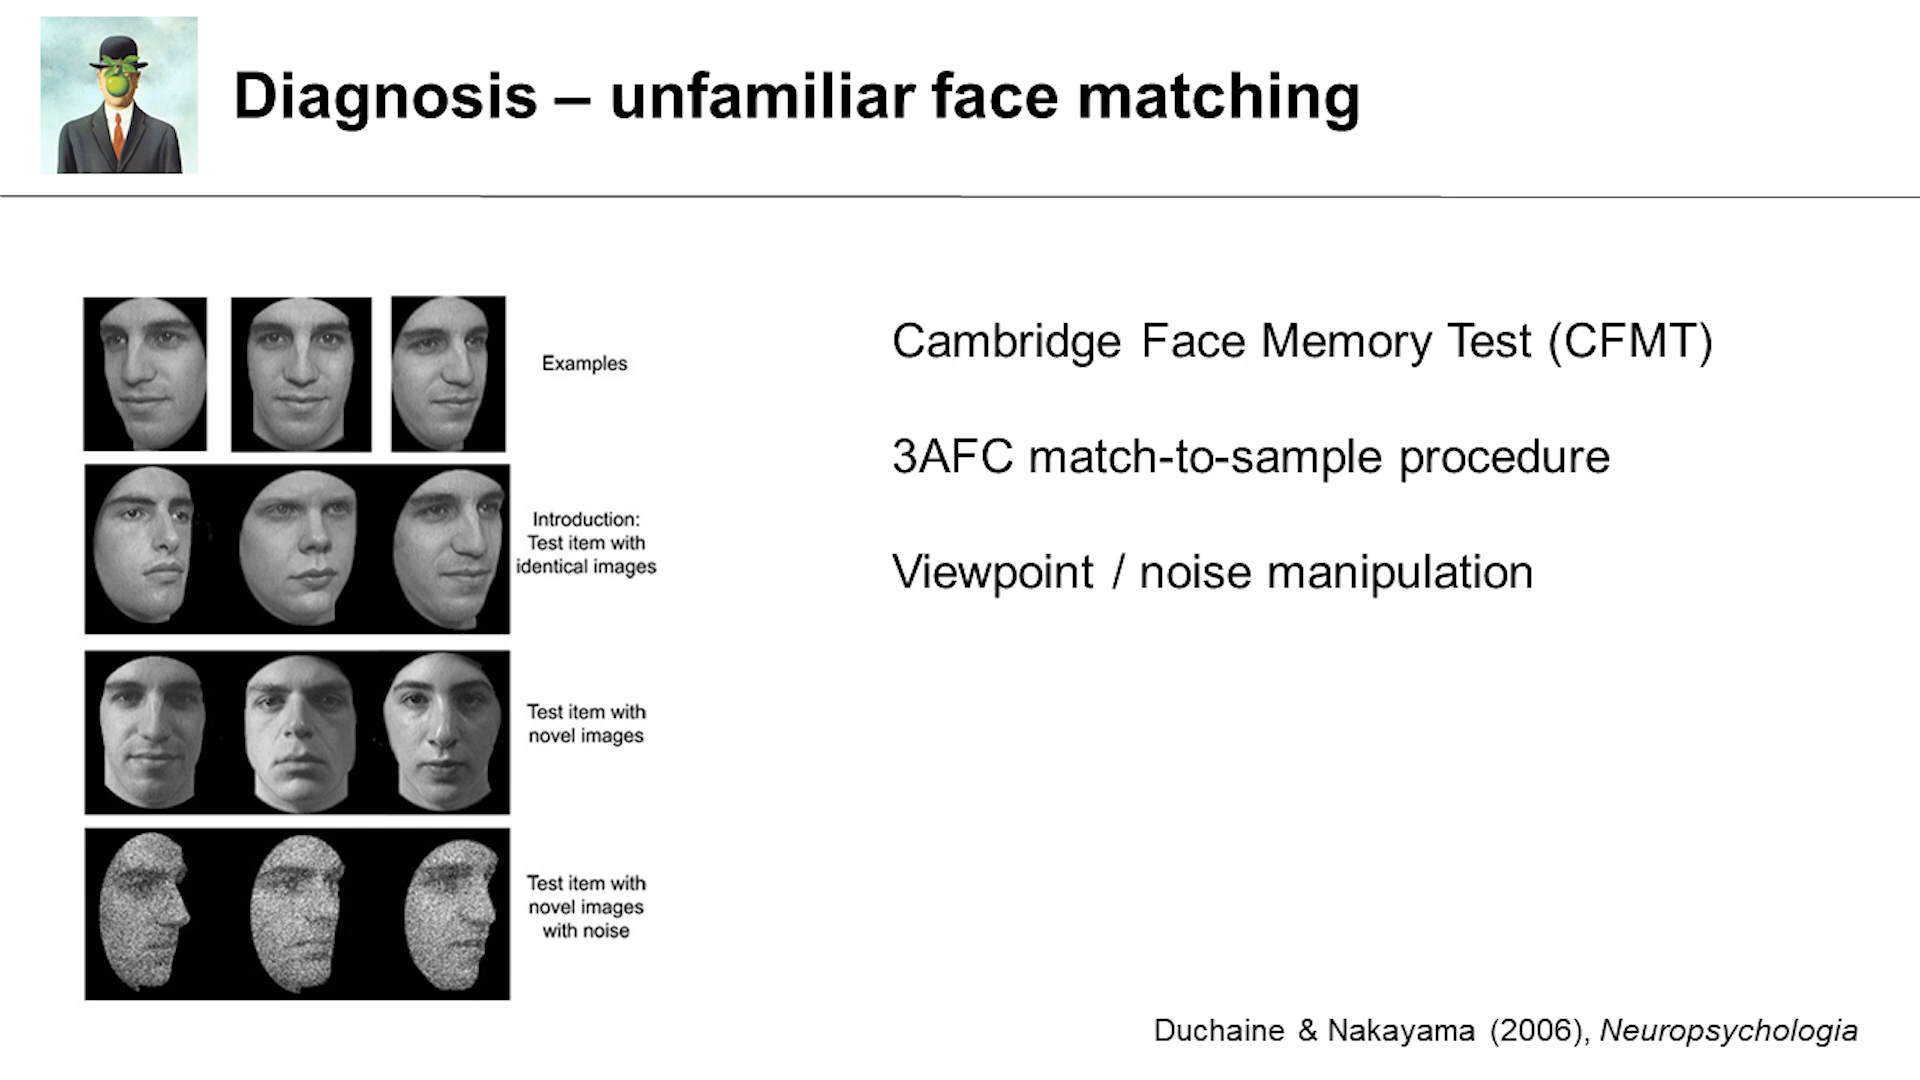 Diagnosis – unfamiliar face matching
Examples
Introduction:
Test item with
identical images
Test item with
novel images
Test item with
novel images
with noise
Cambridge Face Memory Test (CFMT)
3AFC match-to-sample procedure
Viewpoint / noise manipulation
Duchaine & Nakayama (2006), Neuropsychologia